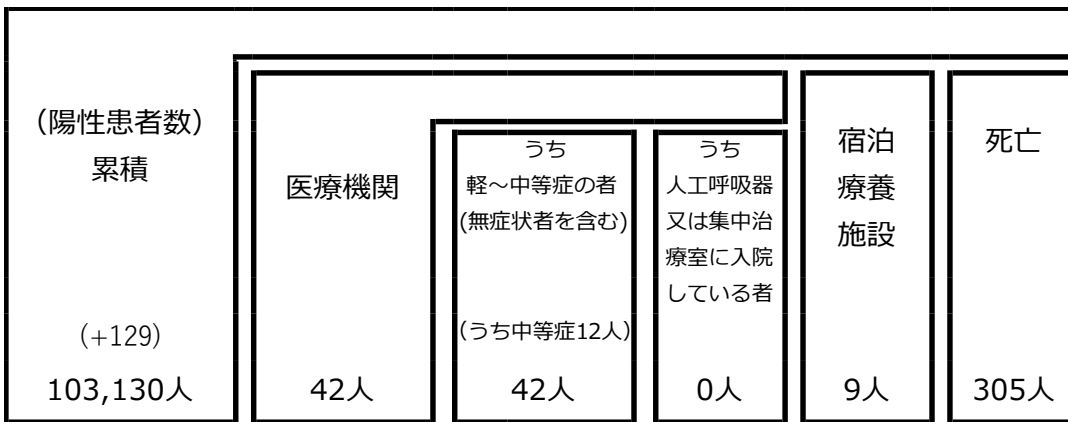 （陽性患者数）
累積
（+129）
103,130人
医療機関
42人
うち
軽～中等症の者
(無症状者を含む)
（うち中等症12人）
42人
うち
人工呼吸器
又は集中治
療室に入院
している者
0人
宿泊
療養
施設
9人
死亡
305人